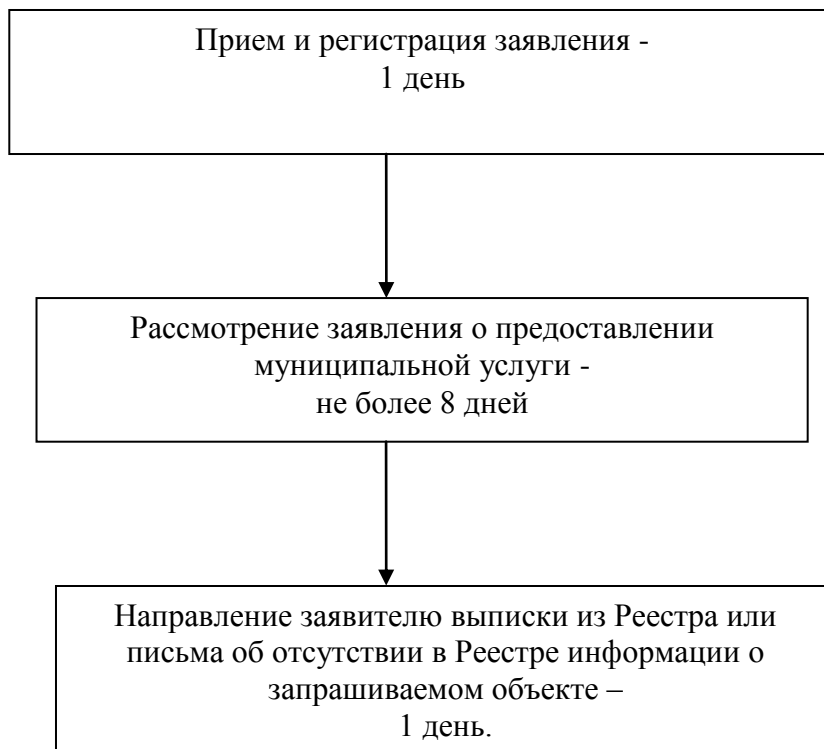 Прием и регистрация заявления -
1 день
Рассмотрение заявления о предоставлении
муниципальной услуги -
не более 8 дней
Направление заявителю выписки из Реестра или
письма об отсутствии в Реестре информации о
запрашиваемом объекте –
1 день.